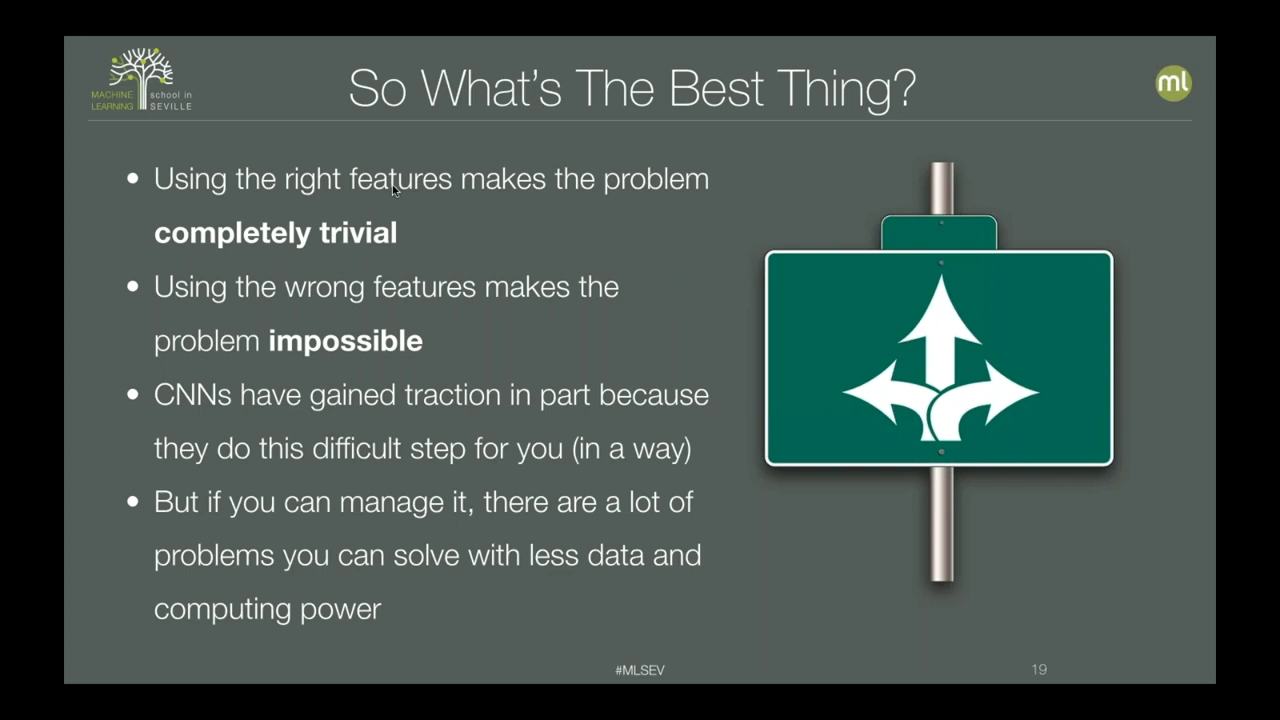 MACHINE
LEARNING
school in
SEVILLE
So What's The Best Thing?
ml
• Using the right features makes the problem
completely trivial
• Using the wrong features makes the
problem impossible
• CNNs have gained traction in part because
they do this difficult step for you (in a way)
• But if you can manage it, there are a lot of
problems you can solve with less data and
computing power
#MLSEV
19